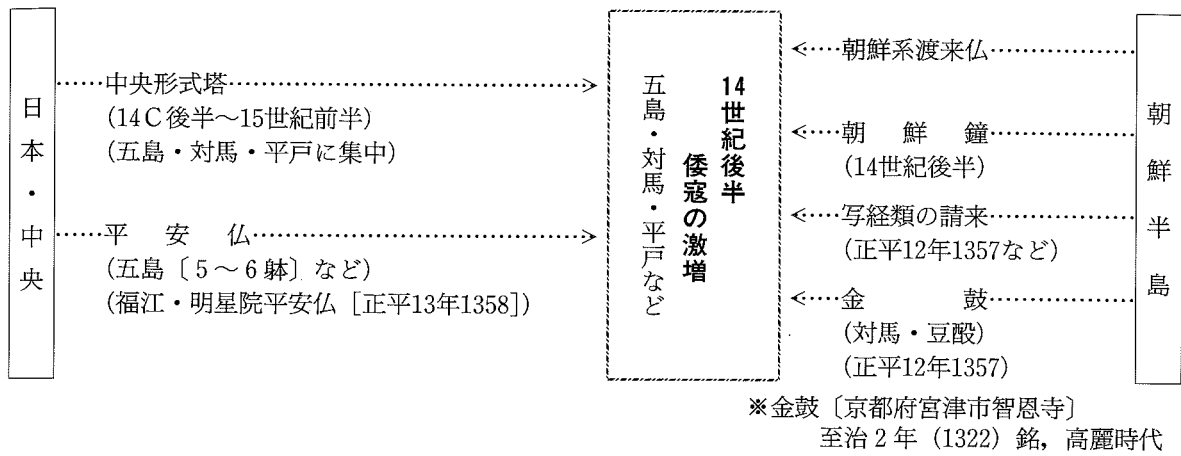 日本・中央
……中央形式塔……>
(14C後半～15世紀前半)
(五島・対馬・平戸に集中)
……平安仏……>
(五島〔5～6躰〕など)
(福江・明星院平安仏［正平13年1358］)
14世紀後半
倭寇の激増
五島・対馬・平戸など
<……朝鮮系渡来仏……
<……朝鮮鐘……
(14世紀後半)
<……写経類の請来……
(正平12年1357など)
<……金鼓……
(対馬・豆酘)
(正平12年1357)
朝鮮半島
※金鼓〔京都府宮津市智恩寺〕
至治2年（1322）銘，高麗時代